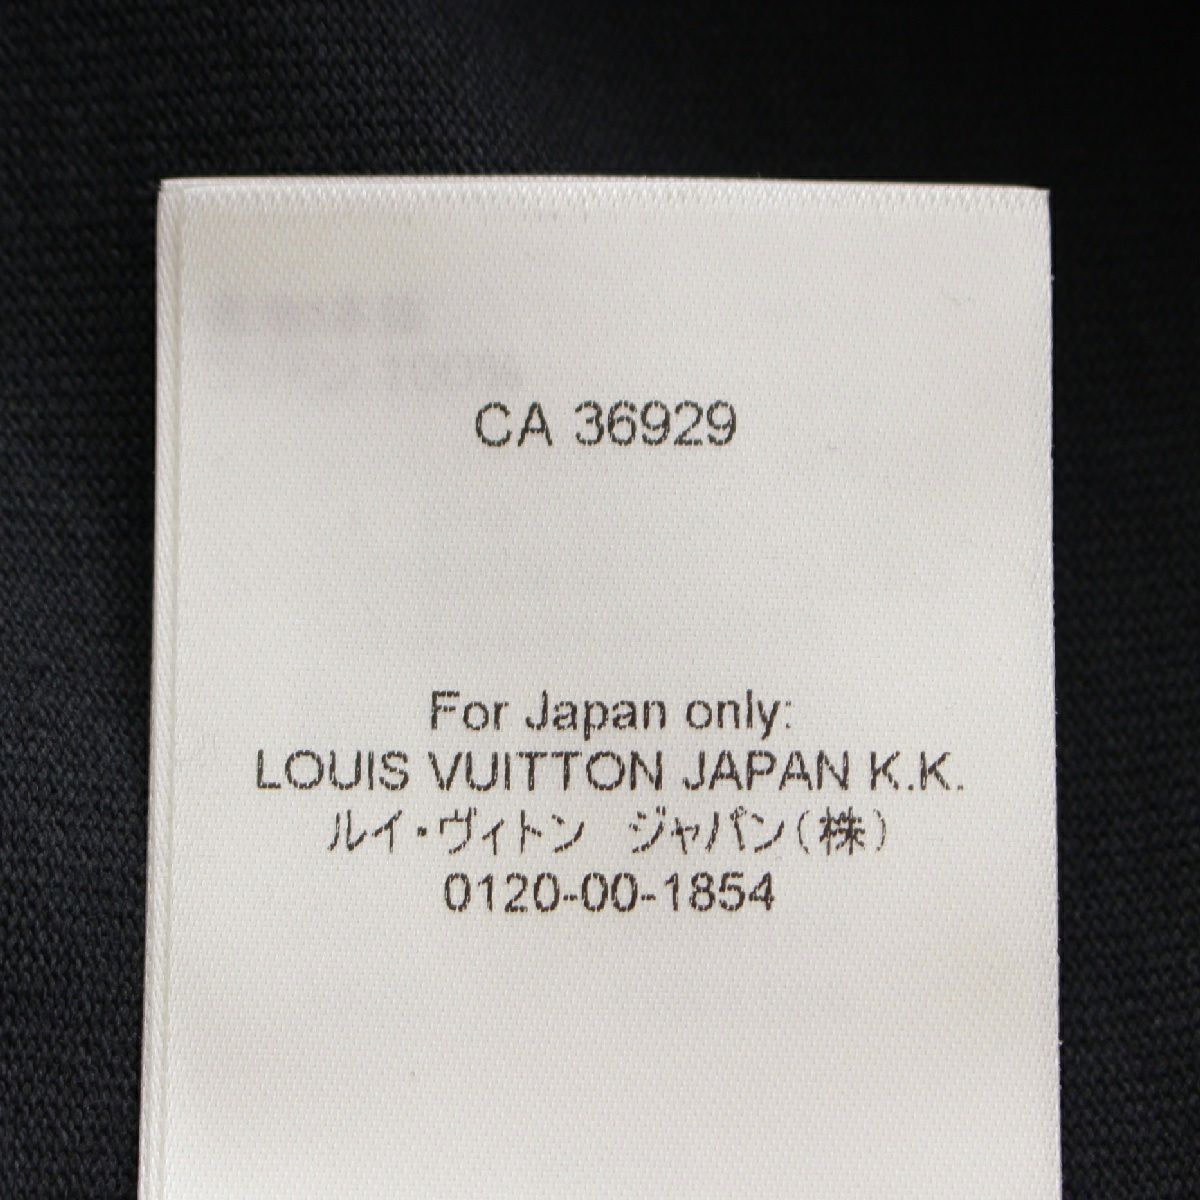 CA 36929
For Japan only:
LOUIS VUITTON JAPAN K.K.
ルイ・ヴィトン ジャパン(株)
0120-00-1854